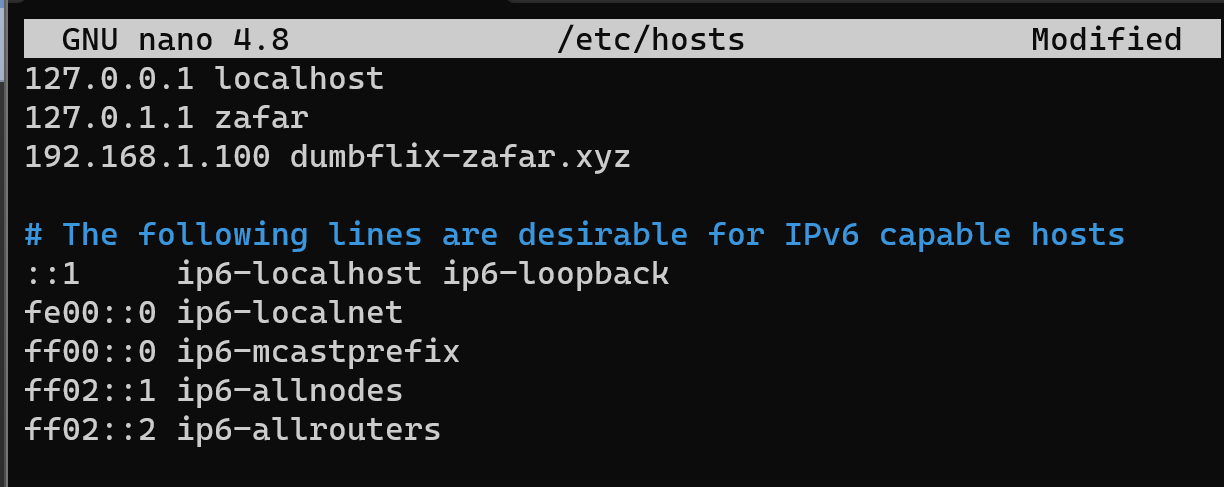 GNU nano 4.8 /etc/hosts Modified
127.0.0.1 localhost
127.0.1.1 zafar
192.168.1.100 dumbflix-zafar.xyz
# The following lines are desirable for IPv6 capable hosts
::1 ip6-localhost ip6-loopback
fe00::0 ip6-localnet
ff00::0 ip6-mcastprefix
ff02::1 ip6-allnodes
ff02::2 ip6-allrouters